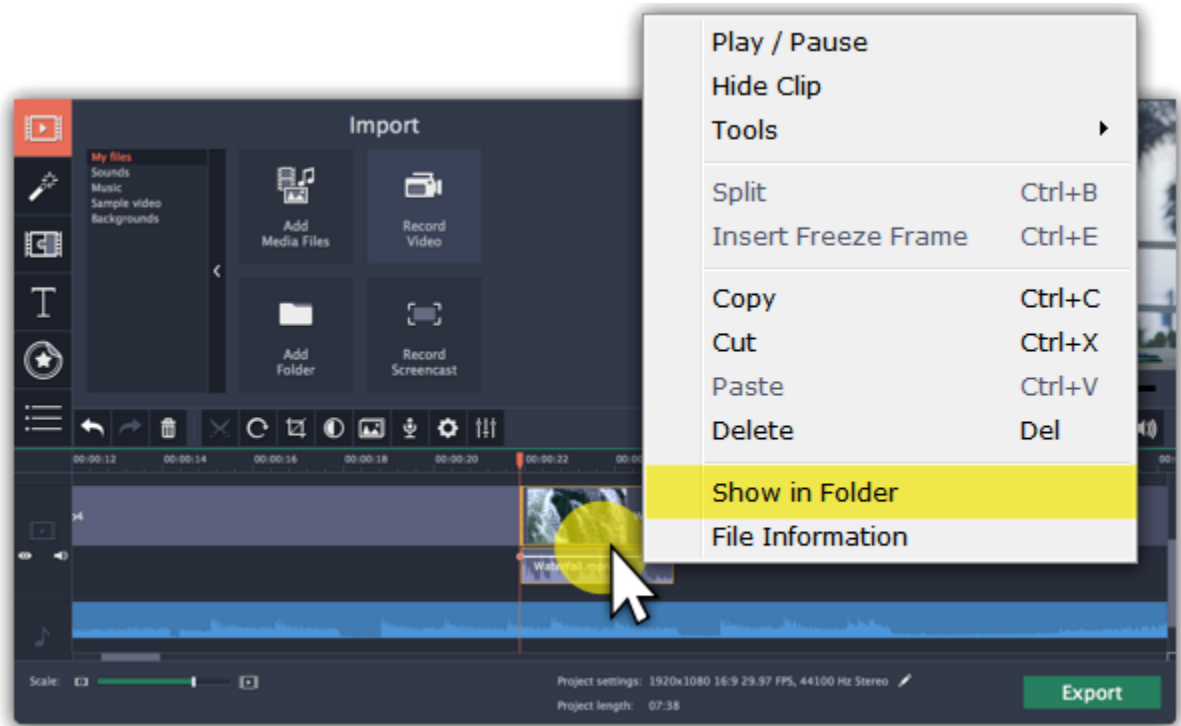 Play / Pause
Hide Clip
Tools
Split Ctrl+B
Insert Freeze Frame Ctrl+E
Copy Ctrl+C
Cut Ctrl+X
Paste Ctrl+V
Delete Del
Show in Folder
File Information
Import
My files
Sounds
Music
Sample video
Backgrounds
Add
Media Files
Record
Video
Add
Folder
Record
Screencast
00:00:12 00:00:14 00:00:16 00:00:18 00:00:20 00:00:22
Scale:
Project settings: 1920x1080 16:9 29.97 FPS, 44100 Hz Stereo
Project length: 07:38
Export